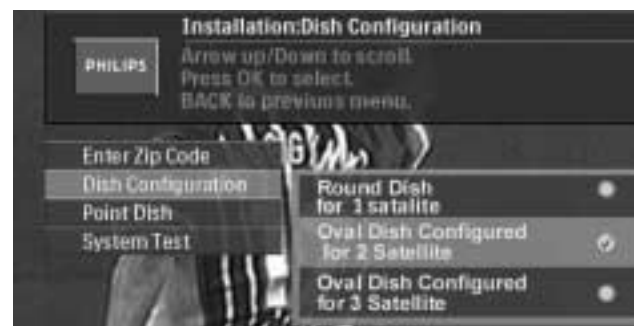 Installation:Dish Configuration
PHILIPS
Arrow up/Down to scroll.
Press OK to select.
BACK to previuos menu.
Enter Zip Code
Dish Configuration
Point Dish
System Test
Round Dish
for 1 satalite
Oval Dish Configured
for 2 Satellite
Oval Dish Configured
for 3 Satellite